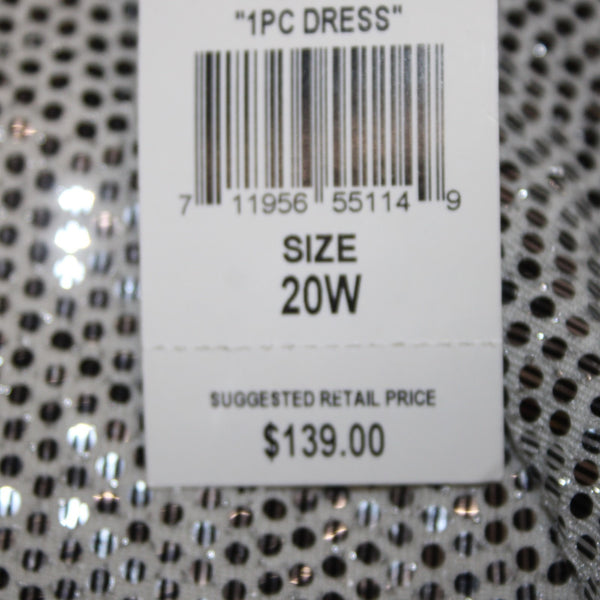 "1PC DRESS"
7 11956 55114 9
SIZE
20W
SUGGESTED RETAIL PRICE
$139.00